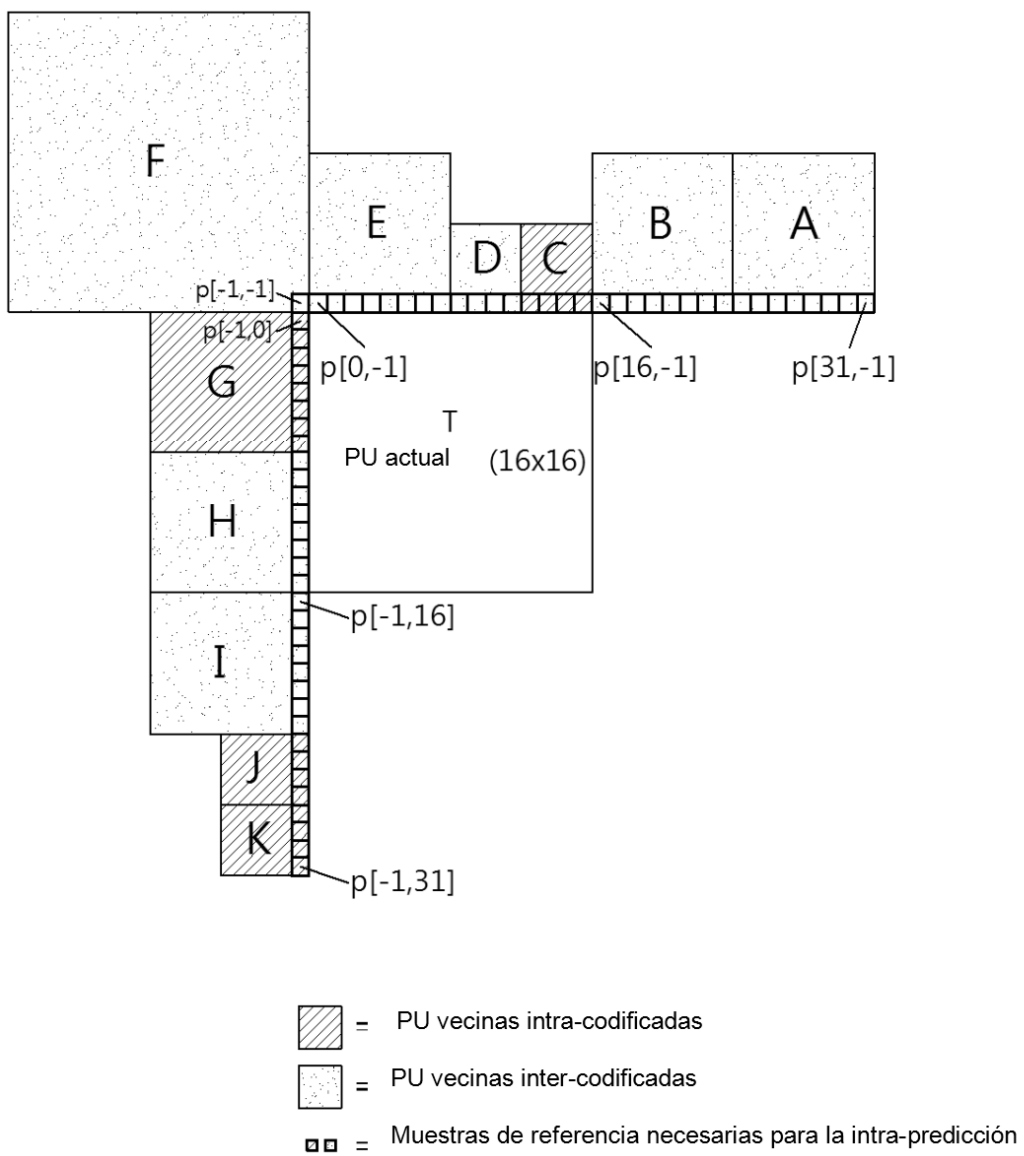 F
E
D
C
B
A
p[-1,-1]
p[-1,0]
p[0,-1]
p[16,-1]
p[31,-1]
G
T
PU actual (16x16)
H
p[-1,16]
I
J
K
p[-1,31]
= PU vecinas intra-codificadas
= PU vecinas inter-codificadas
= Muestras de referencia necesarias para la intra-predicción